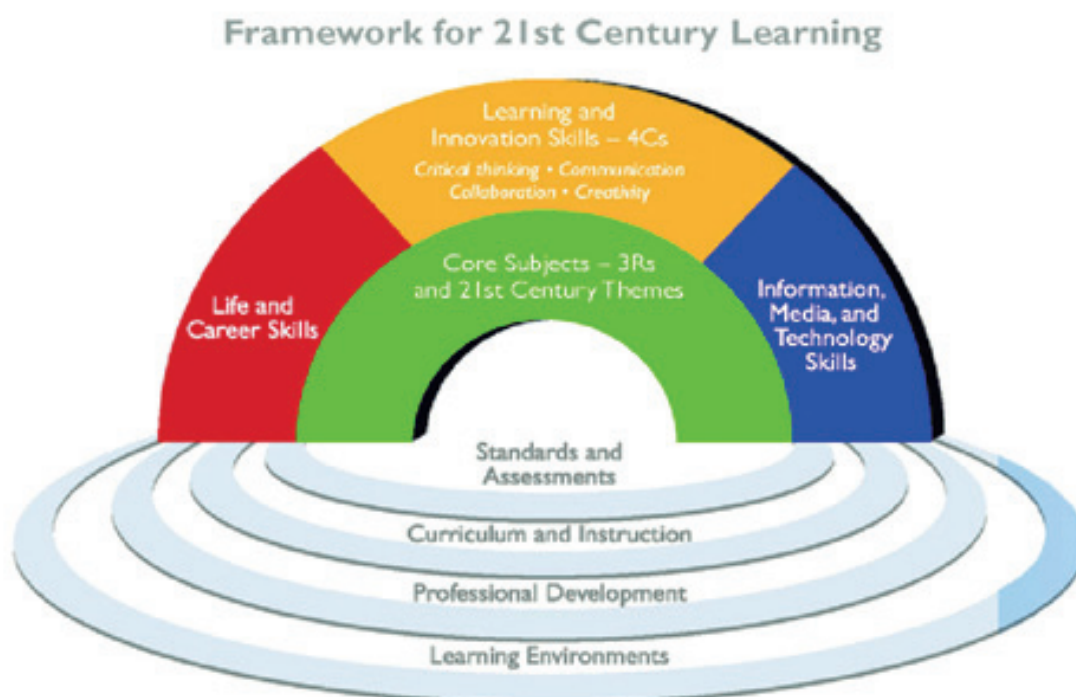 Framework for 21st Century Learning
Learning and
Innovation Skills – 4Cs
Critical thinking • Communication
Collaboration • Creativity
Core Subjects – 3Rs
and 21st Century Themes
Life and
Career Skills
Information,
Media, and
Technology
Skills
Standards and
Assessments
Curriculum and Instruction
Professional Development
Learning Environments